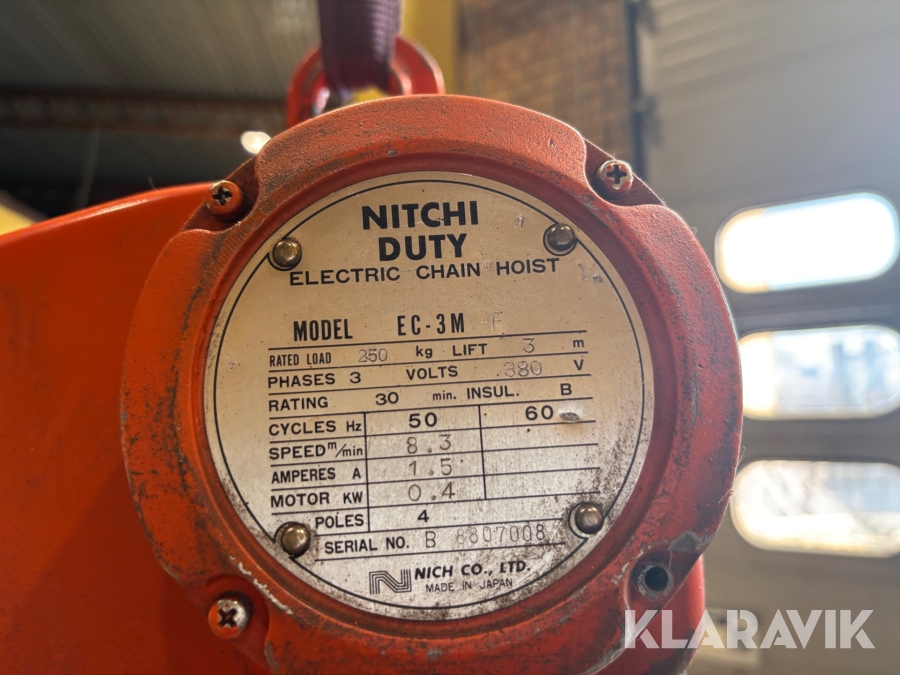 NITCHI
DUTY
ELECTRIC CHAIN HOIST
MODEL EC-3M F
RATED LOAD 250 kg LIFT 3 m
PHASES 3 VOLTS 380 V
RATING 30 min. INSUL. B
CYCLES Hz 50 60
SPEED m/min 8.3
AMPERES A 1.5
MOTOR KW 0.4
POLES 4
SERIAL NO. B 8807008
N NICH CO., LTD.
MADE IN JAPAN
KLARAVIK